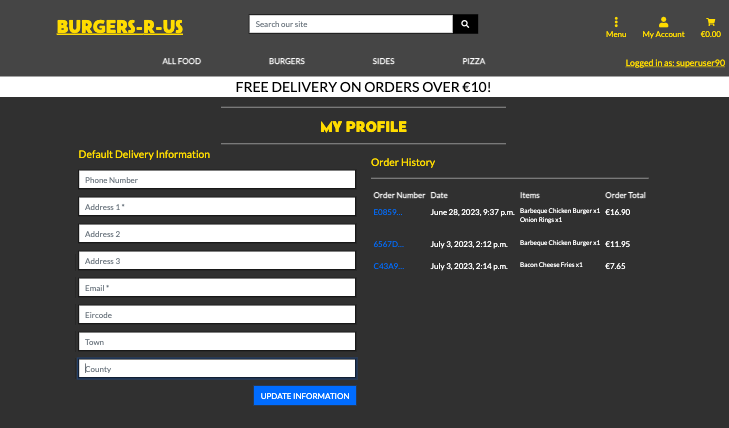 BURGERS-R-US
Search our site
Menu
My Account
€0.00
ALL FOOD
BURGERS
SIDES
PIZZA
Logged in as: superuser90
FREE DELIVERY ON ORDERS OVER €10!
MY PROFILE
Default Delivery Information
Phone Number
Address 1 *
Address 2
Address 3
Email *
Eircode
Town
County
UPDATE INFORMATION
Order History
Order Number Date Items Order Total
E0859... June 28, 2023, 9:37 p.m. Barbeque Chicken Burger x1 €16.90
Onion Rings x1
6567D... July 3, 2023, 2:12 p.m. Barbeque Chicken Burger x1 €11.95
C43A9... July 3, 2023, 2:14 p.m. Bacon Cheese Fries x1 €7.65